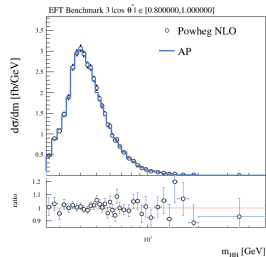 EFT Benchmark 3 |cos θ*| ∈ [0.800000,1.000000]
Powheg NLO
AP
dσ/dm [fb/GeV]
3.5
3
2.5
2
1.5
1
0.5
0
ratio
1.2
1.1
1.0
0.9
10³
m_HH [GeV]